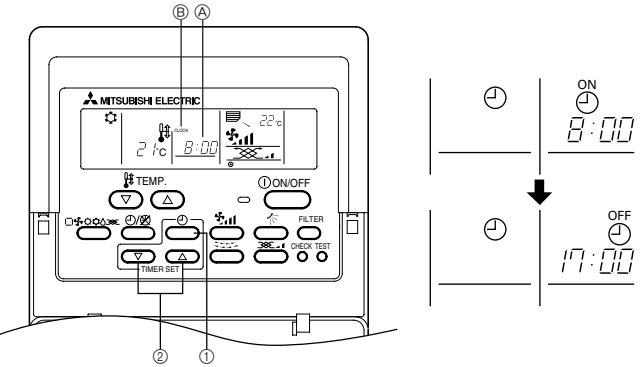 Ⓑ Ⓐ
MITSUBISHI ELECTRIC
CLOCK
22°C
21°C 8:00
TEMP.
ON/OFF
FILTER
CHECK TEST
TIMER SET
② ①
ON
8:00
OFF
17:00